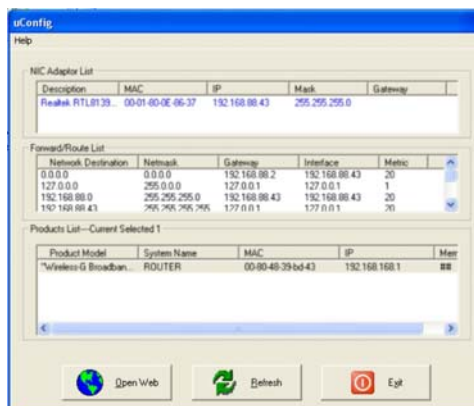 uConfig
Help
NIC Adaptor List
Description MAC IP Mask Gateway
Realtek RTL8139... 00-01-80-0E-86-37 192.168.88.43 255.255.255.0
Forward/Route List
Network Destination Netmask Gateway Interface Metric
0.0.0.0 0.0.0.0 192.168.88.2 192.168.88.43 20
127.0.0.0 255.0.0.0 127.0.0.1 127.0.0.1 1
192.168.88.0 255.255.255.0 192.168.88.43 192.168.88.43 20
192.168.88.43 255.255.255.255 127.0.0.1 127.0.0.1 20
Products List---Current Selected 1
Product Model System Name MAC IP Mem
"Wireless-G Broadban... ROUTER 00-80-48-39-bd-43 192.168.168.1 ##
Open Web Refresh Exit